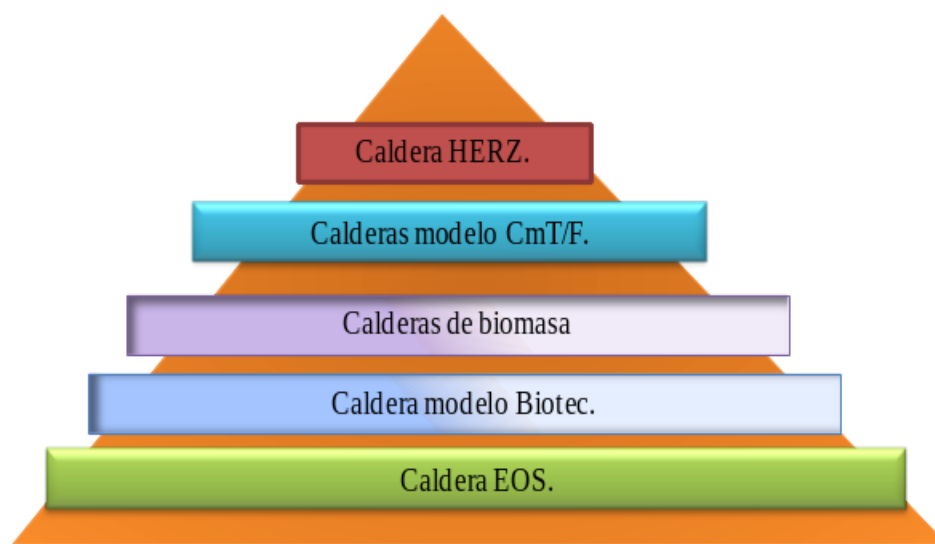 Caldera HERZ.
Calderas modelo CmT/F.
Calderas de biomasa
Caldera modelo Biotec.
Caldera EOS.